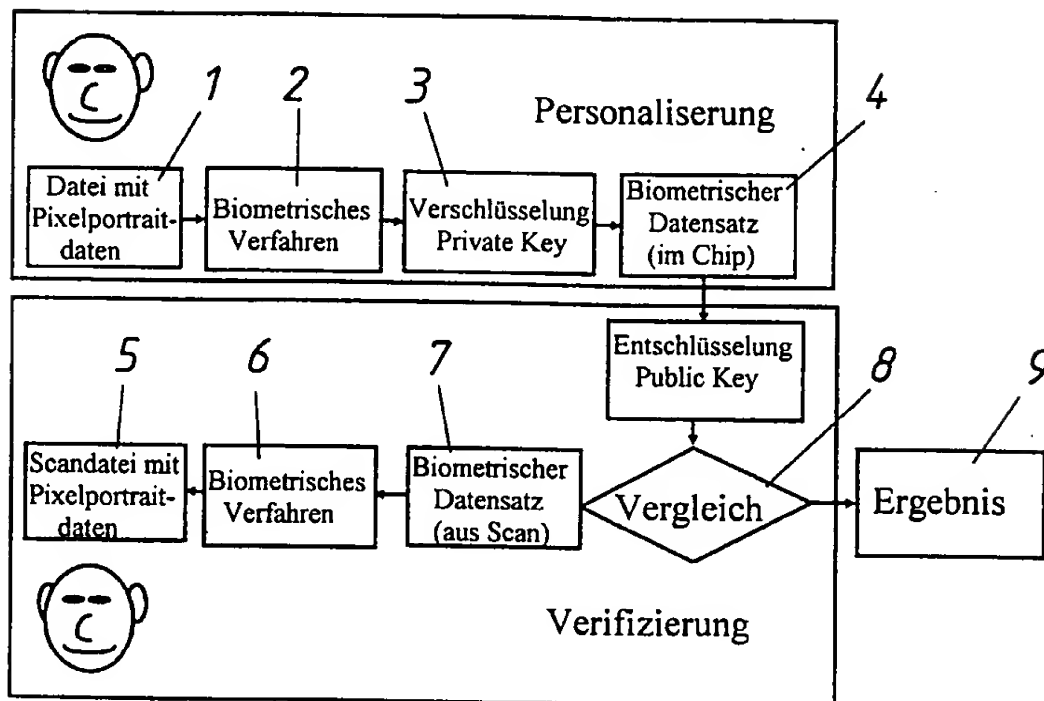 1
2
3
4
Personaliserung
Datei mit
Pixelportrait-
daten
Biometrisches
Verfahren
Verschlüsselung
Private Key
Biometrischer
Datensatz
(im Chip)
Entschlüsselung
Public Key
5
6
7
8
9
Scandatei mit
Pixelportrait-
daten
Biometrisches
Verfahren
Biometrischer
Datensatz
(aus Scan)
Vergleich
Ergebnis
Verifizierung